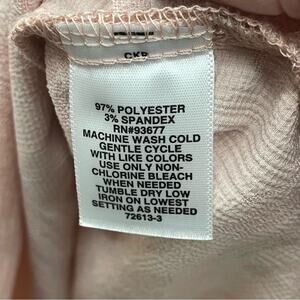 CKP
97% POLYESTER
3% SPANDEX
RN#93677
MACHINE WASH COLD
GENTLE CYCLE
WITH LIKE COLORS
USE ONLY NON-
CHLORINE BLEACH
WHEN NEEDED
TUMBLE DRY LOW
IRON ON LOWEST
SETTING AS NEEDED
72613-3